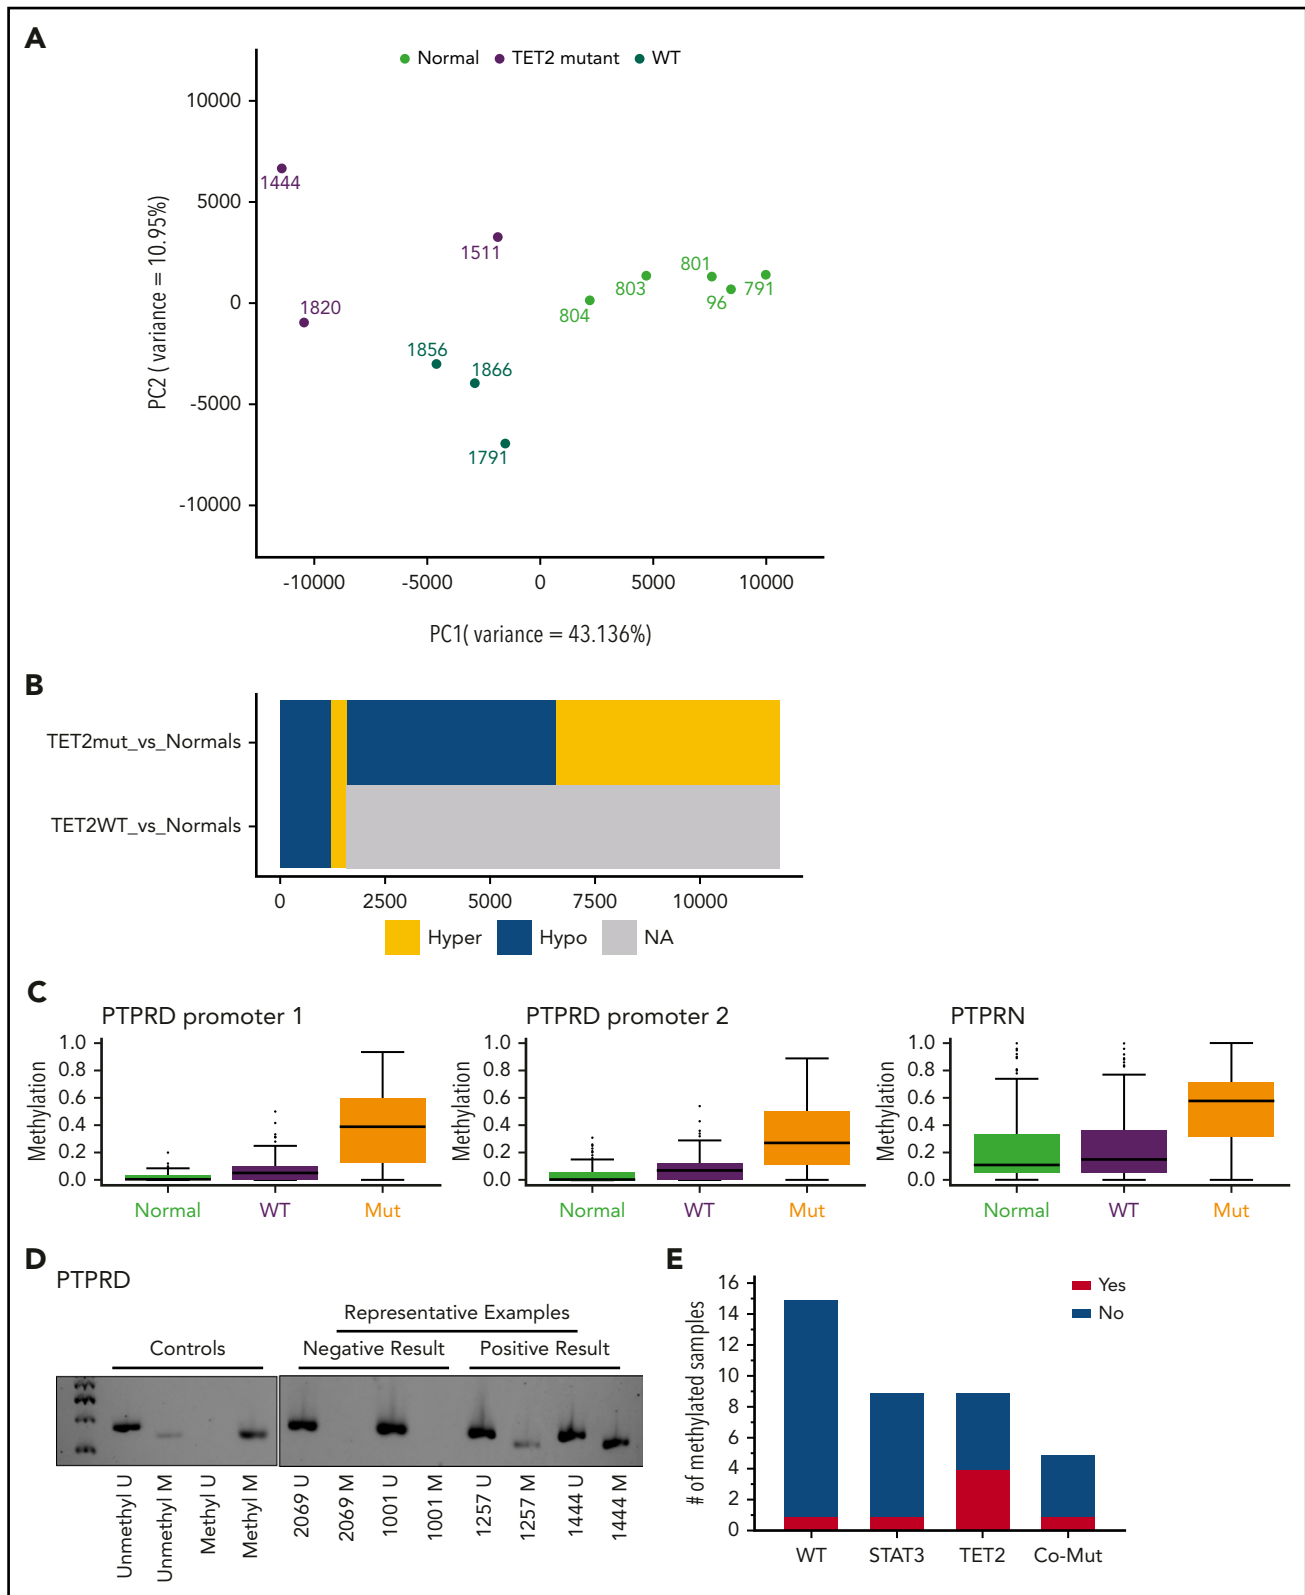 A
Normal TET2 mutant WT
10000
5000
0
-5000
-10000
PC2 ( variance = 10.95%)
1444
1511
1820
801
803
96
791
804
1856
1866
1791
-10000 -5000 0 5000 10000
PC1( variance = 43.136%)
B
TET2mut_vs_Normals
TET2WT_vs_Normals
0 2500 5000 7500 10000
Hyper Hypo NA
C
PTPRD promoter 1
Methylation
1.0
0.8
0.6
0.4
0.2
0.0
Normal WT Mut
PTPRD promoter 2
Methylation
1.0
0.8
0.6
0.4
0.2
0.0
Normal WT Mut
PTPRN
Methylation
1.0
0.8
0.6
0.4
0.2
0.0
Normal WT Mut
D
PTPRD
Representative Examples
Controls Negative Result Positive Result
Unmethyl U
Unmethyl M
Methyl U
Methyl M
2069 U
2069 M
1001 U
1001 M
1257 U
1257 M
1444 U
1444 M
E
# of methylated samples
16
14
12
10
8
6
4
2
0
Yes
No
WT STAT3 TET2 Co-Mut